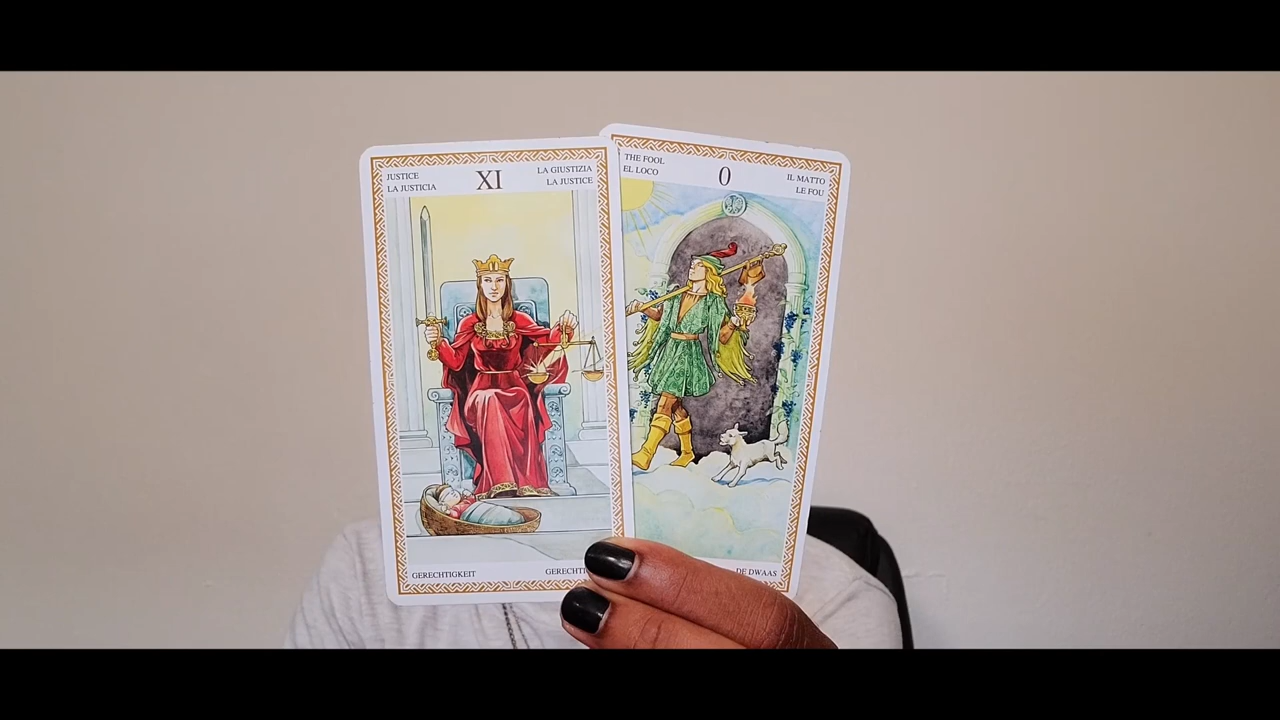 JUSTICE
LA JUSTICIA
XI
LA GIUSTIZIA
LA JUSTICE
GERECHTIGKEIT
THE FOOL
EL LOCO
0
IL MATTO
LE FOU
DE DWAAS